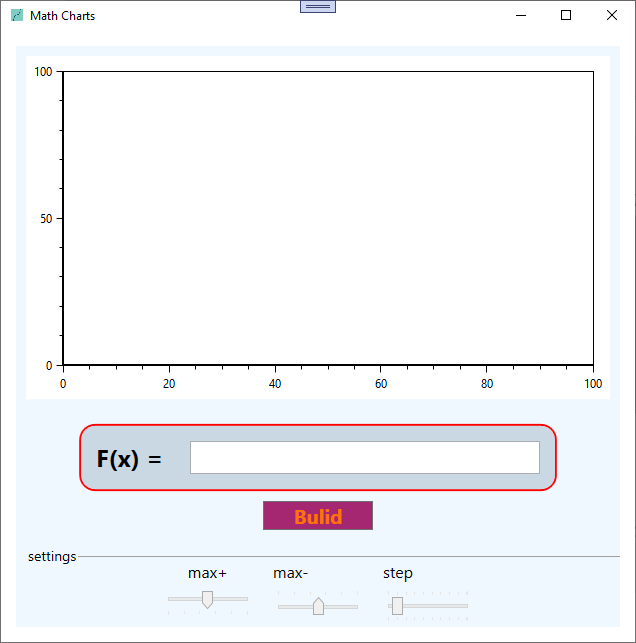 Math Charts
100
50
0
0 20 40 60 80 100
F(x) =
Bulid
settings
max+ max- step